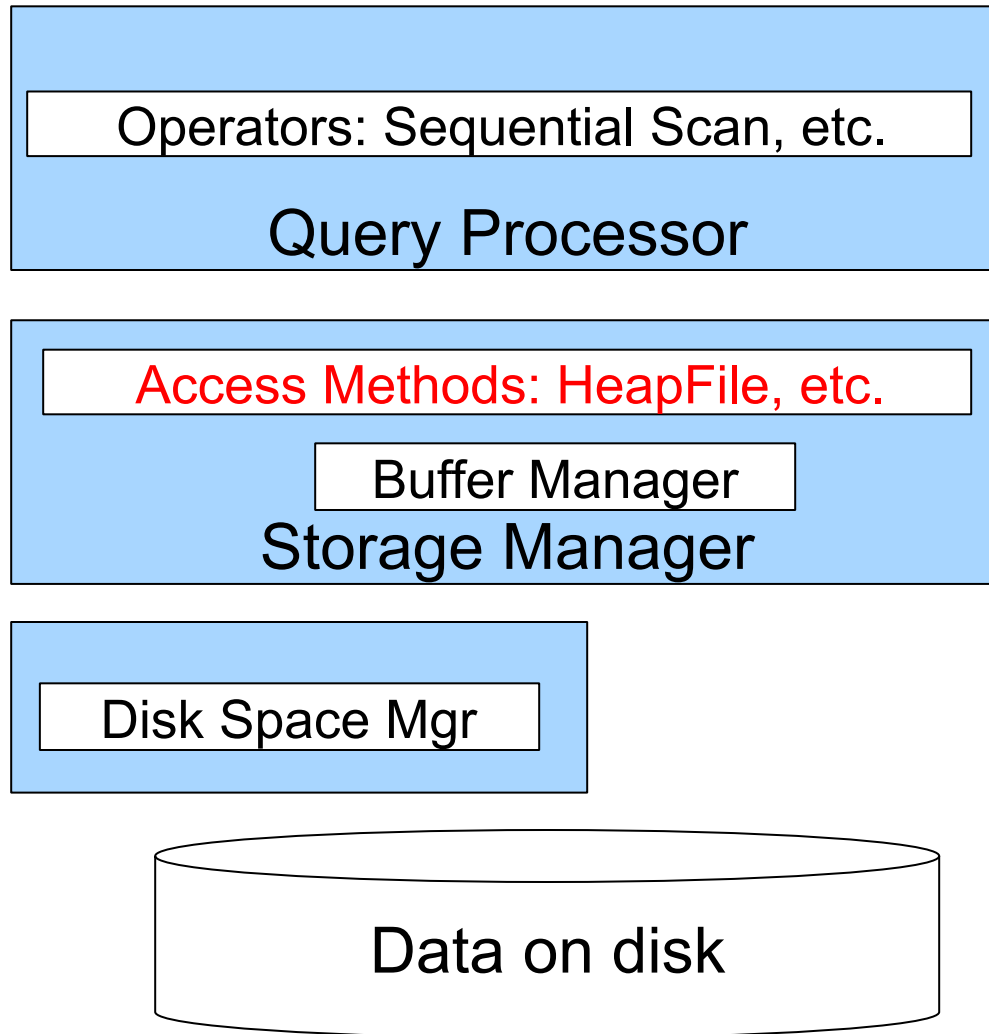 Operators: Sequential Scan, etc.
Query Processor
Access Methods: HeapFile, etc.
Buffer Manager
Storage Manager
Disk Space Mgr
Data on disk